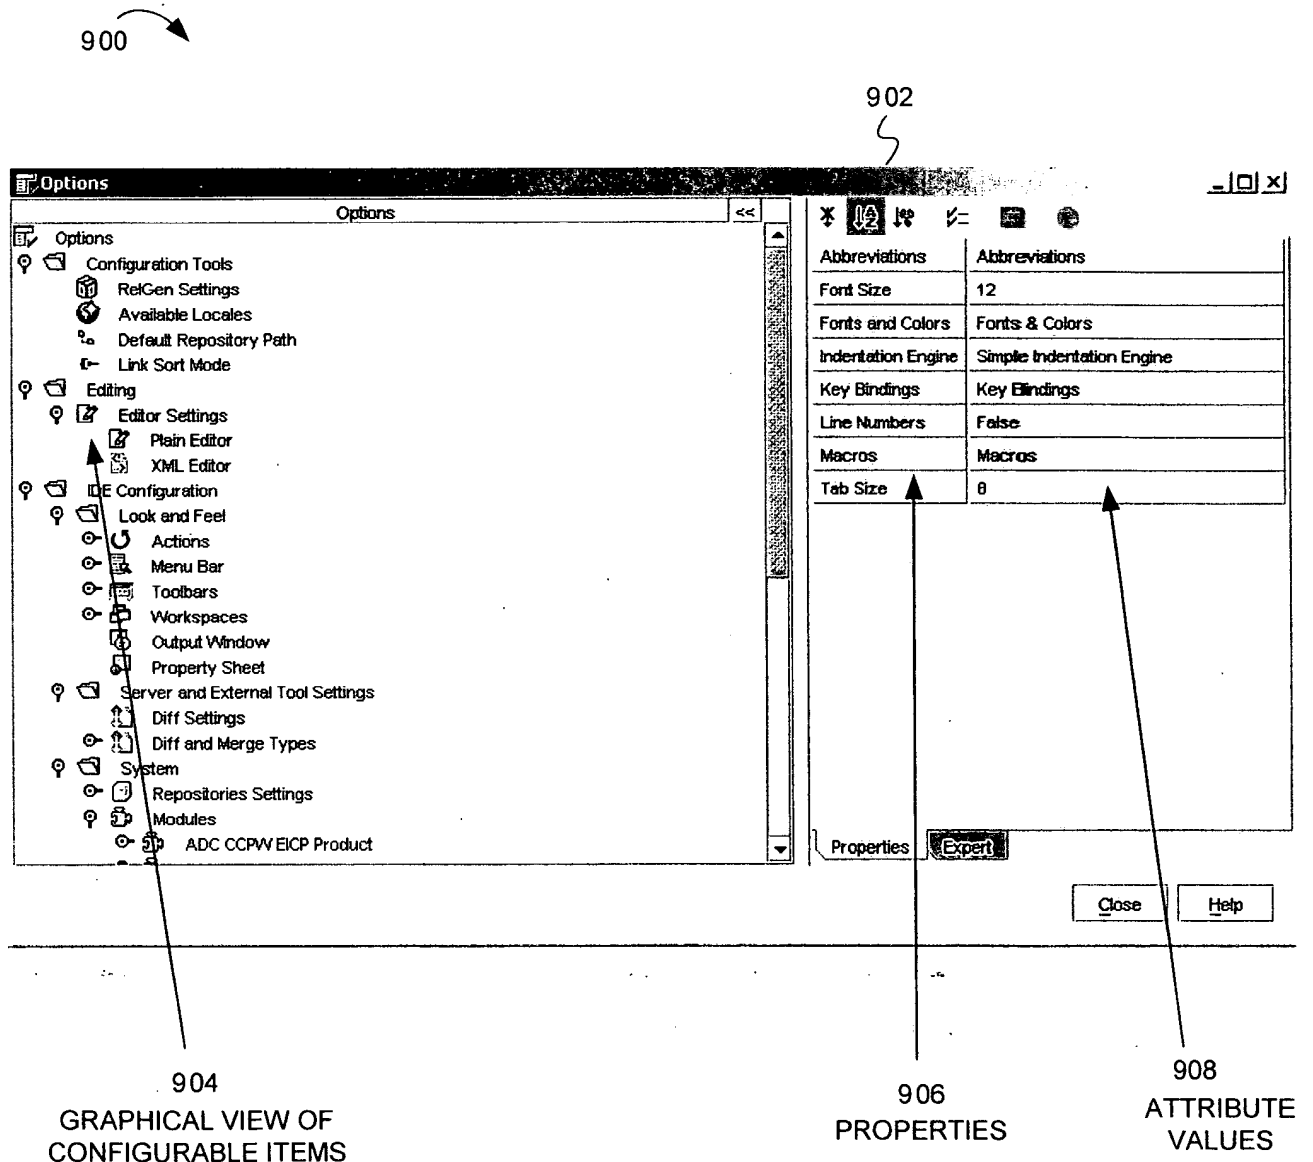 900
902
Options
Options <<
Options
Configuration Tools
RelGen Settings
Available Locales
Default Repository Path
Link Sort Mode
Editing
Editor Settings
Plain Editor
XML Editor
IDE Configuration
Look and Feel
Actions
Menu Bar
Toolbars
Workspaces
Output Window
Property Sheet
Server and External Tool Settings
Diff Settings
Diff and Merge Types
System
Repositories Settings
Modules
ADC CCPW EICP Product
Abbreviations Abbreviations
Font Size 12
Fonts and Colors Fonts & Colors
Indentation Engine Simple Indentation Engine
Key Bindings Key Bindings
Line Numbers False
Macros Macros
Tab Size 8
Properties Expert
Close Help
904
GRAPHICAL VIEW OF
CONFIGURABLE ITEMS
906
PROPERTIES
908
ATTRIBUTE
VALUES